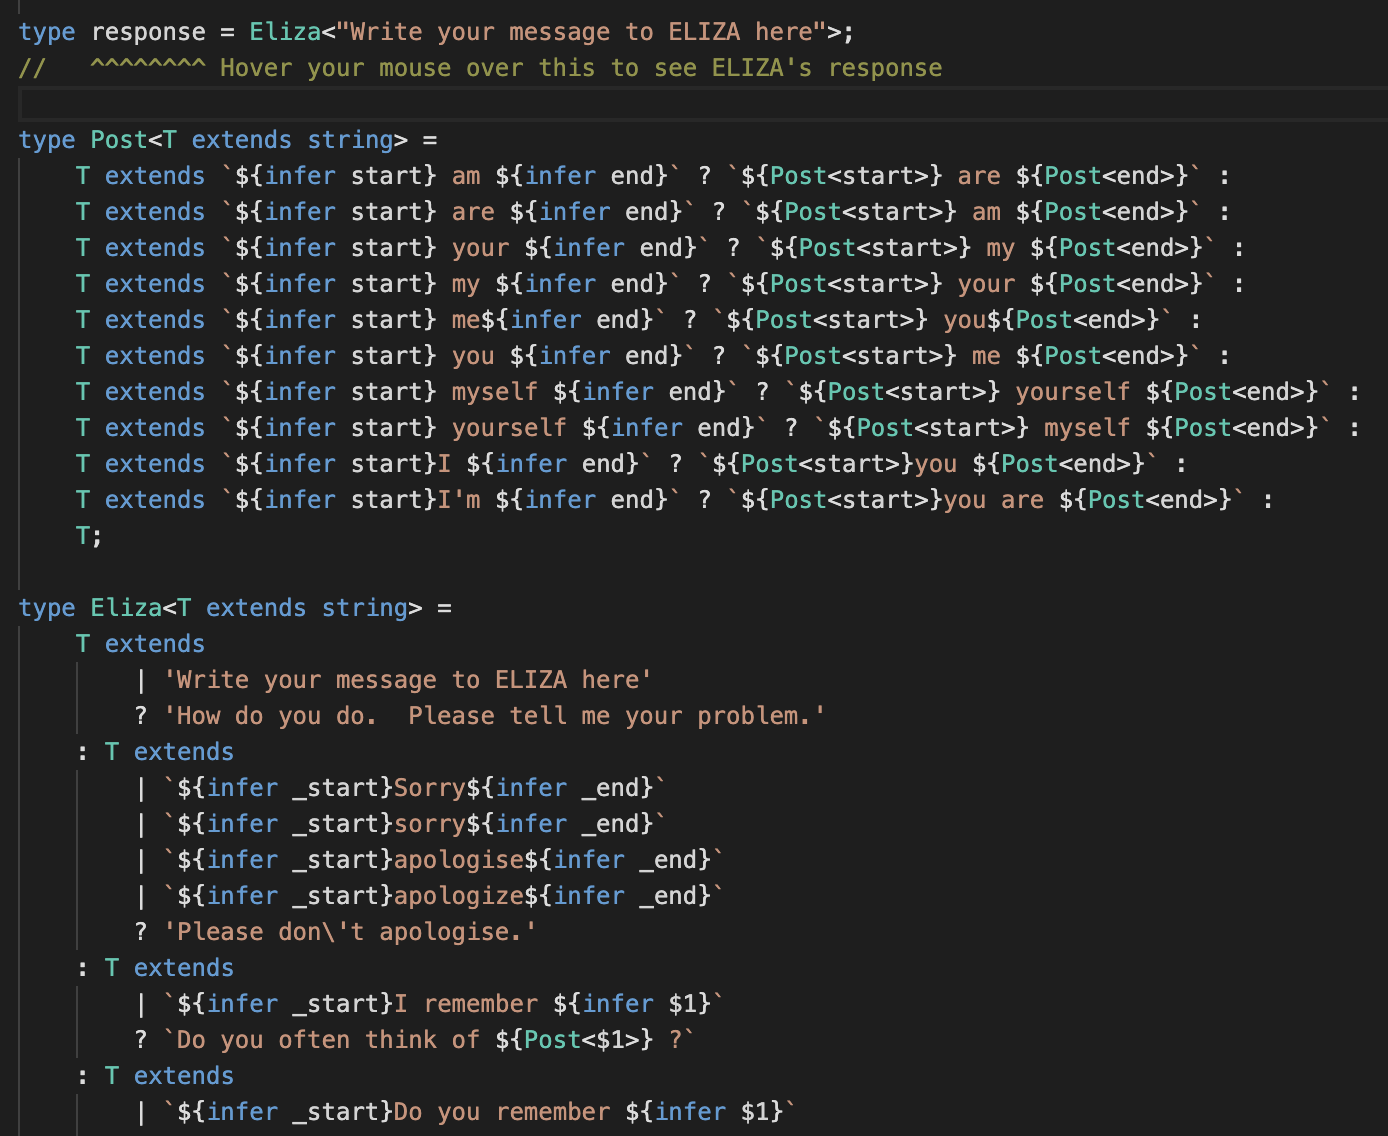 type response = Eliza<"Write your message to ELIZA here">;
//   ^^^^^^^^ Hover your mouse over this to see ELIZA's response

type Post<T extends string> =
    T extends `${infer start} am ${infer end}` ? `${Post<start>} are ${Post<end>}` :
    T extends `${infer start} are ${infer end}` ? `${Post<start>} am ${Post<end>}` :
    T extends `${infer start} your ${infer end}` ? `${Post<start>} my ${Post<end>}` :
    T extends `${infer start} my ${infer end}` ? `${Post<start>} your ${Post<end>}` :
    T extends `${infer start} me${infer end}` ? `${Post<start>} you${Post<end>}` :
    T extends `${infer start} you ${infer end}` ? `${Post<start>} me ${Post<end>}` :
    T extends `${infer start} myself ${infer end}` ? `${Post<start>} yourself ${Post<end>}` :
    T extends `${infer start} yourself ${infer end}` ? `${Post<start>} myself ${Post<end>}` :
    T extends `${infer start}I ${infer end}` ? `${Post<start>}you ${Post<end>}` :
    T extends `${infer start}I'm ${infer end}` ? `${Post<start>}you are ${Post<end>}` :
    T;

type Eliza<T extends string> =
    T extends
        | 'Write your message to ELIZA here'
        ? 'How do you do.  Please tell me your problem.'
    : T extends
        | `${infer _start}Sorry${infer _end}`
        | `${infer _start}sorry${infer _end}`
        | `${infer _start}apologise${infer _end}`
        | `${infer _start}apologize${infer _end}`
        ? 'Please don\'t apologise.'
    : T extends
        | `${infer _start}I remember ${infer $1}`
        ? `Do you often think of ${Post<$1>} ?`
    : T extends
        | `${infer _start}Do you remember ${infer $1}`